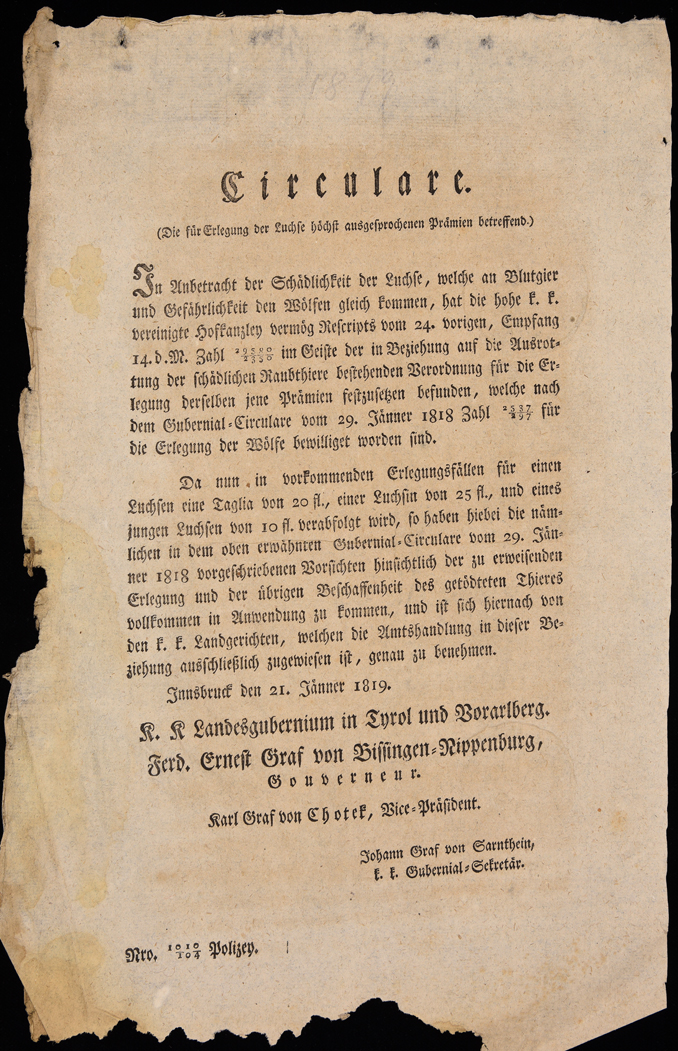 1819
Circulare.
(Die für Erlegung der Luchse höchst ausgesprochenen Prämien betreffend.)
In Anbetracht der Schädlichkeit der Luchse, welche an Blutgier
und Gefährlichkeit den Wölfen gleich kommen, hat die hohe k. k.
vereinigte Hofkanzley vermög Rescripts vom 24. vorigen, Empfang
14. d. M. Zahl im Geiste der in Beziehung auf die Ausrot-
tung der schädlichen Raubthiere bestehenden Verordnung für die Er-
legung derselben jene Prämien festzusetzen befunden, welche nach
dem Gubernial-Circulare vom 29. Jänner 1818 Zahl 2537/297 für
die Erlegung der Wölfe bewilliget worden sind.
Da nun in vorkommenden Erlegungsfällen für einen
Luchsen eine Taglia von 20 fl., einer Luchsin von 25 fl., und eines
jungen Luchsen von 10 fl. verabfolgt wird, so haben hiebei die näm-
lichen in dem oben erwähnten Gubernial-Circulare vom 29. Jän-
ner 1818 vorgeschriebenen Vorsichten hinsichtlich der zu erweisenden
Erlegung und der übrigen Beschaffenheit des getödteten Thieres
vollkommen in Anwendung zu kommen, und ist sich hiernach von
den k. k. Landgerichten, welchen die Amtshandlung in dieser Be-
ziehung ausschließlich zugewiesen ist, genau zu benehmen.
Innsbruck den 21. Jänner 1819.
K. K Landesgubernium in Tyrol und Vorarlberg.
Ferd. Ernest Graf von Bissingen-Nippenburg,
Gouverneur.
Karl Graf von Chotek, Vice-Präsident.
Johann Graf von Sarnthein,
k. k. Gubernial-Sekretär.
Nro. 1010/104 Polizey.